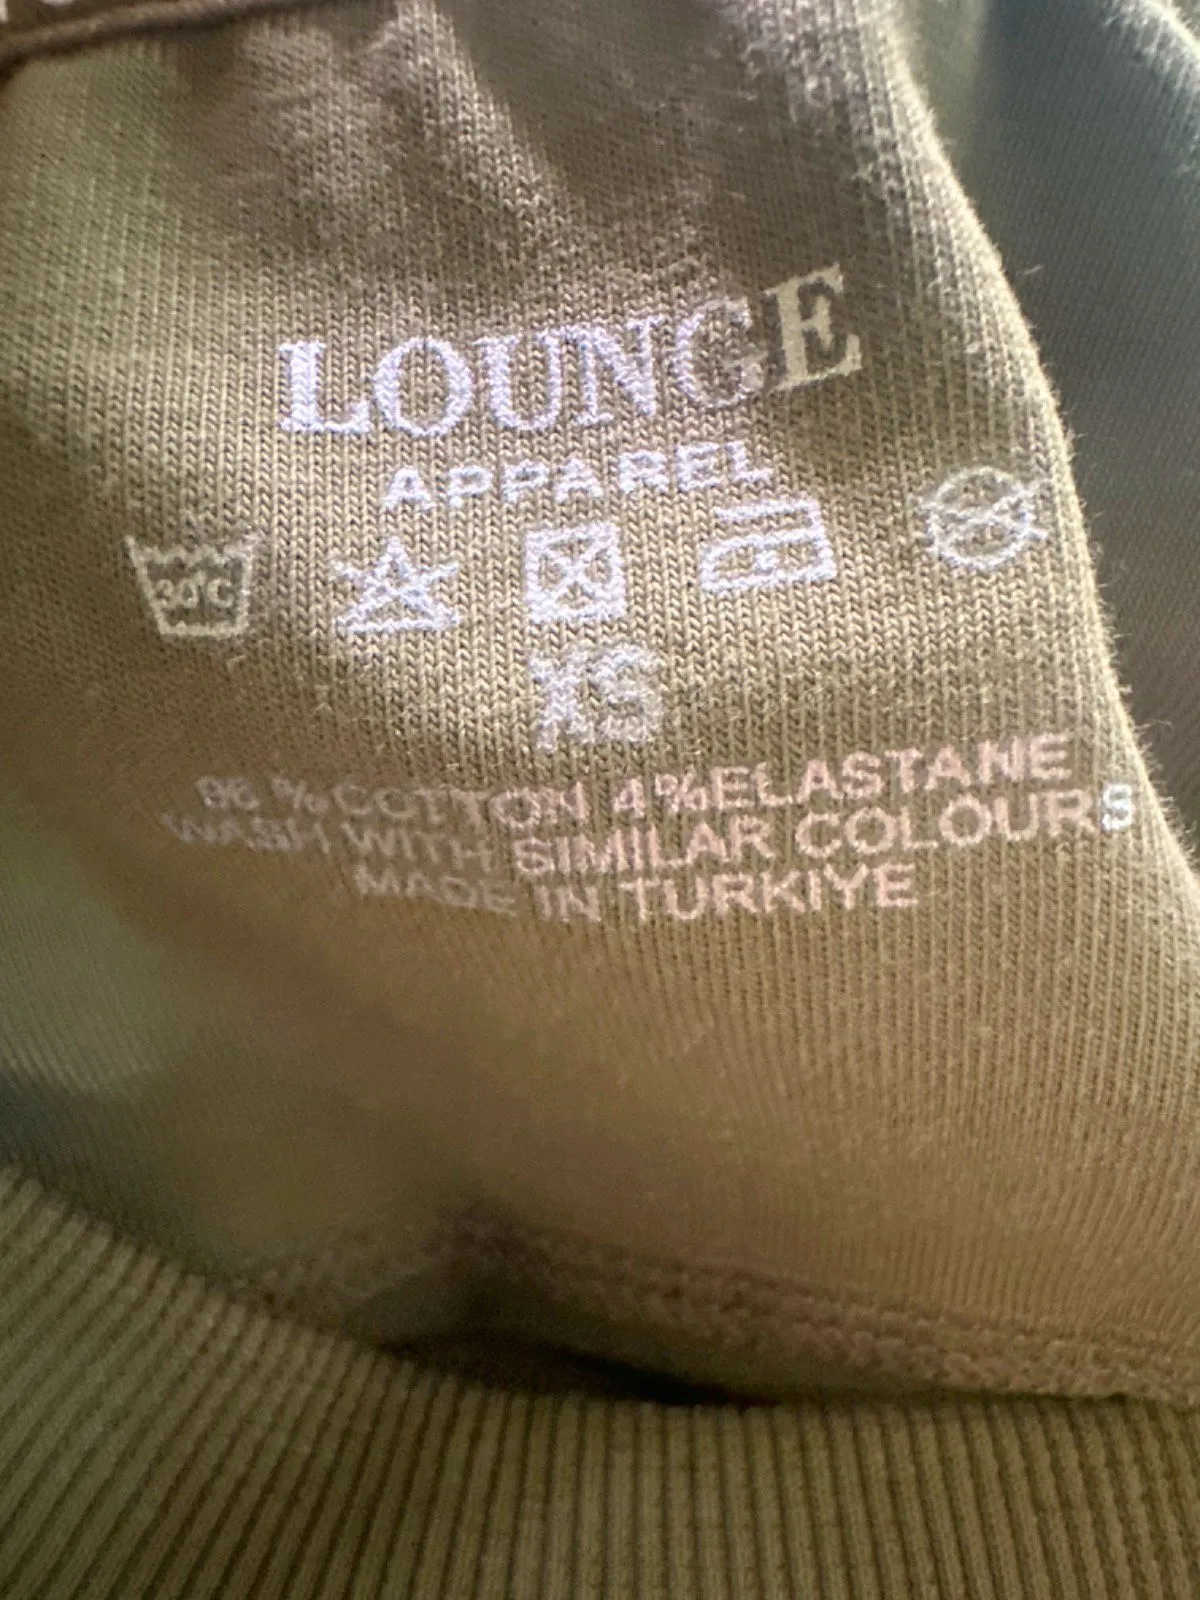 LOUNGE
APPAREL
30°C
XS
96 % COTTON 4%ELASTANE
WASH WITH SIMILAR COLOURS
MADE IN TURKIYE